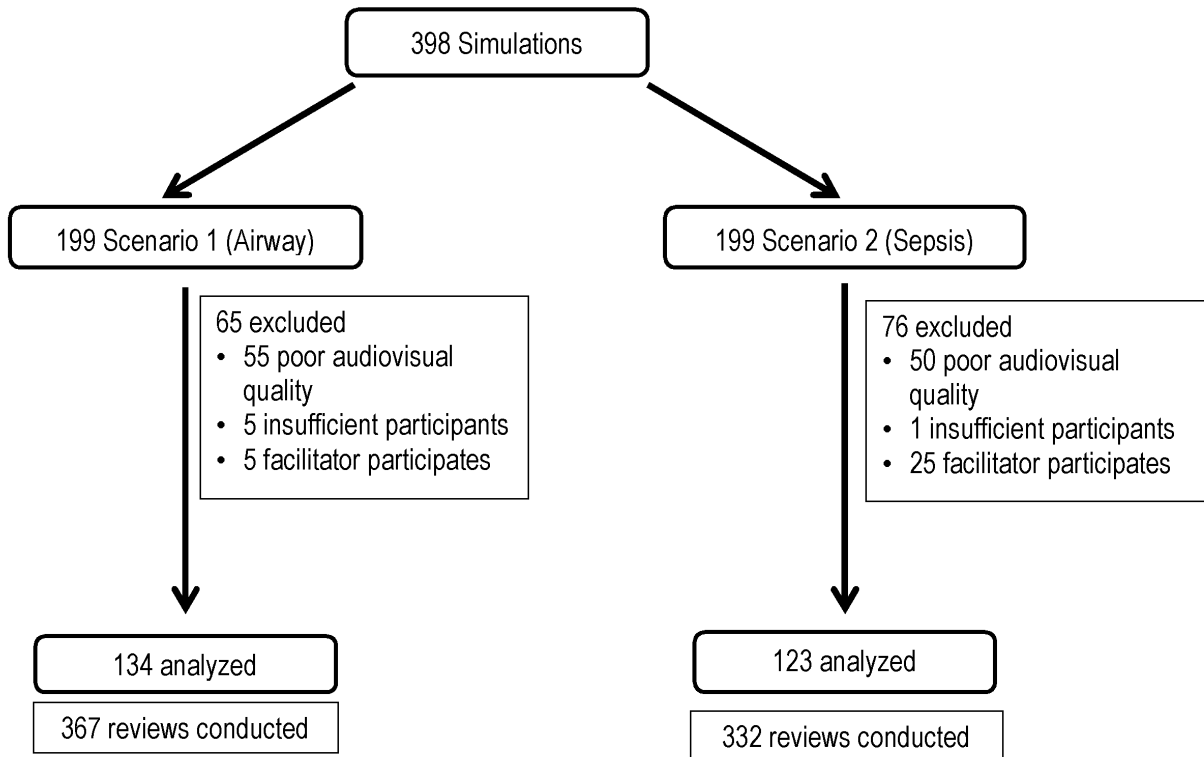 398 Simulations
199 Scenario 1 (Airway)
199 Scenario 2 (Sepsis)
65 excluded
• 55 poor audiovisual
quality
• 5 insufficient participants
• 5 facilitator participates
76 excluded
• 50 poor audiovisual
quality
• 1 insufficient participants
• 25 facilitator participates
134 analyzed
123 analyzed
367 reviews conducted
332 reviews conducted